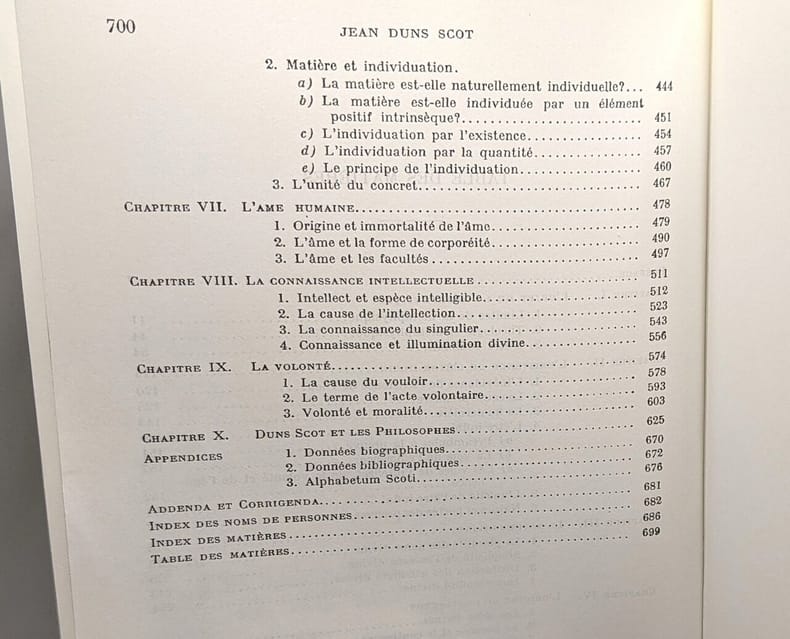 700
JEAN DUNS SCOT
2. Matière et individuation.
a) La matière est-elle naturellement individuelle?... 444
b) La matière est-elle individuée par un élément
positif intrinsèque?........................... 451
c) L'individuation par l'existence................. 454
d) L'individuation par la quantité................ 457
e) Le principe de l'individuation.................. 460
3. L'unité du concret................................. 467
CHAPITRE VII. L'AME HUMAINE........................................ 478
1. Origine et immortalité de l'âme..................... 479
2. L'âme et la forme de corporéité..................... 490
3. L'âme et les facultés.............................. 497
CHAPITRE VIII. LA CONNAISSANCE INTELLECTUELLE....................... 511
1. Intellect et espèce intelligible...................... 512
2. La cause de l'intellection......................... 523
3. La connaissance du singulier....................... 543
4. Connaissance et illumination divine................ 556
CHAPITRE IX. LA VOLONTÉ............................................ 574
1. La cause du vouloir............................... 578
2. Le terme de l'acte volontaire...................... 593
3. Volonté et moralité................................ 603
CHAPITRE X. DUNS SCOT ET LES PHILOSOPHES.......................... 625
APPENDICES 1. Données biographiques........................... 670
2. Données bibliographiques......................... 672
3. Alphabetum Scoti................................ 676
ADDENDA ET CORRIGENDA............................................. 681
INDEX DES NOMS DE PERSONNES....................................... 682
INDEX DES MATIÈRES................................................. 686
TABLE DES MATIÈRES................................................. 699